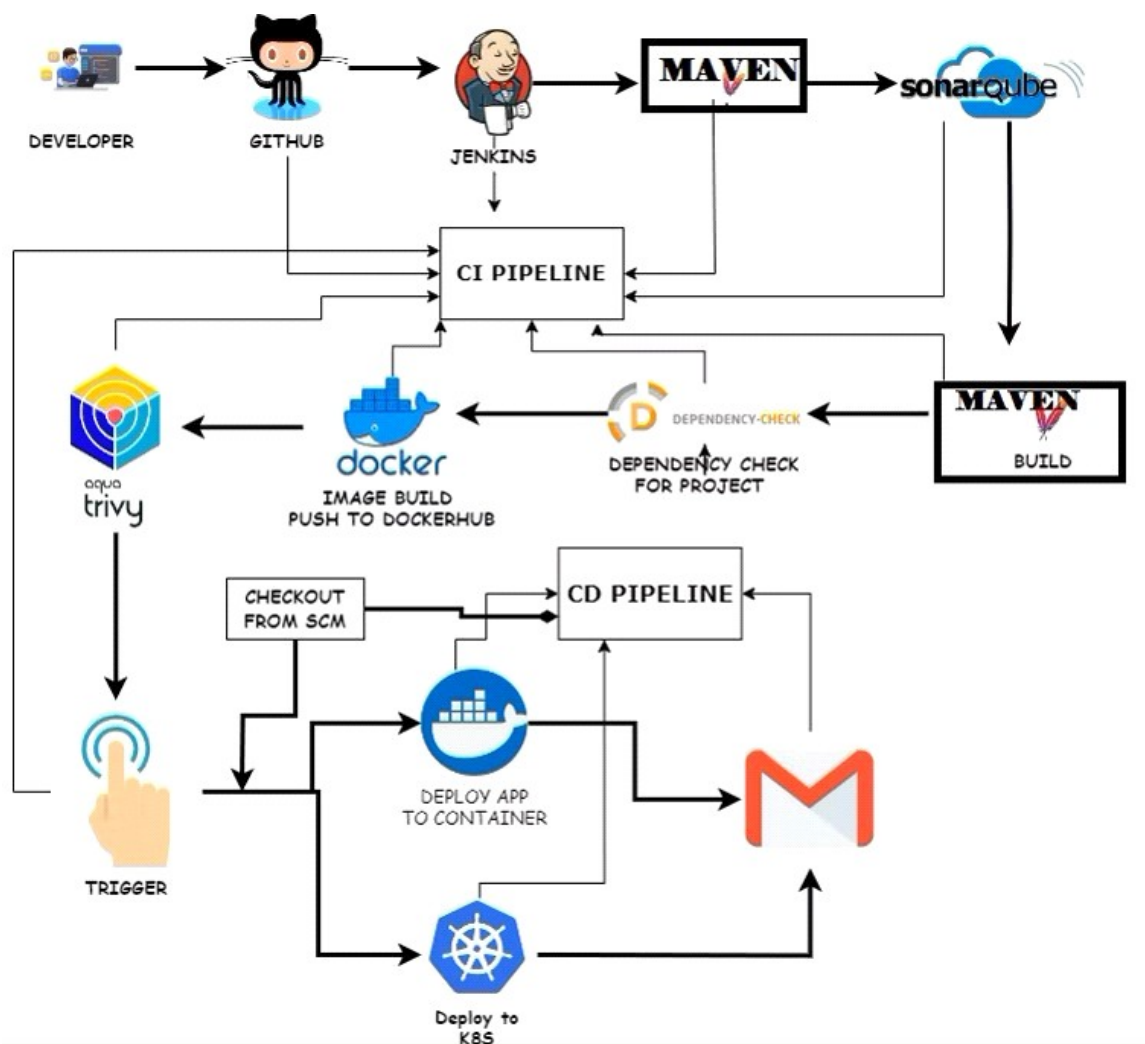 MAVEN
sonarqube
DEVELOPER
GITHUB
JENKINS
CI PIPELINE
MAVEN
BUILD
D
DEPENDENCY-CHECK
DEPENDENCY CHECK
FOR PROJECT
docker
IMAGE BUILD
PUSH TO DOCKERHUB
aqua
trivy
CHECKOUT
FROM SCM
CD PIPELINE
DEPLOY APP
TO CONTAINER
TRIGGER
Deploy to
K8S